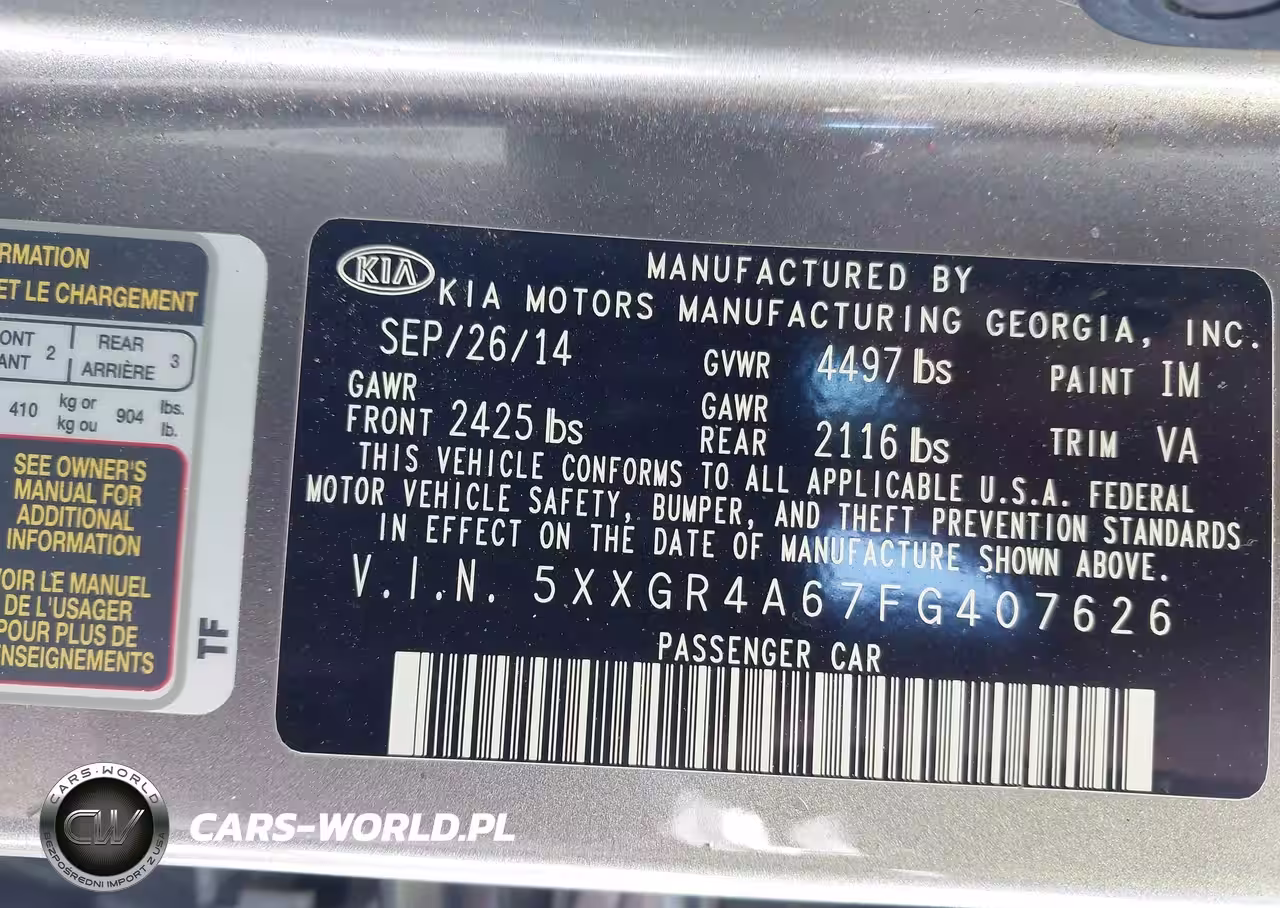 RMATION
ET LE CHARGEMENT
ONT 2 REAR 3
ANT ARRIÈRE
410 kg or 904 lbs.
kg ou lb.
SEE OWNER'S
MANUAL FOR
ADDITIONAL
INFORMATION
VOIR LE MANUEL
DE L'USAGER
POUR PLUS DE
ENSEIGNEMENTS
TF
KIA
MANUFACTURED BY
KIA MOTORS MANUFACTURING GEORGIA, INC.
SEP/26/14 GVWR 4497 lbs PAINT IM
GAWR FRONT 2425 lbs GAWR REAR 2116 lbs TRIM VA
THIS VEHICLE CONFORMS TO ALL APPLICABLE U.S.A. FEDERAL
MOTOR VEHICLE SAFETY, BUMPER, AND THEFT PREVENTION STANDARDS
IN EFFECT ON THE DATE OF MANUFACTURE SHOWN ABOVE.
V.I.N. 5XXGR4A67FG407626
PASSENGER CAR
CARS-WORLD
CW
BEZPOŚREDNI IMPORT Z USA
CARS-WORLD.PL